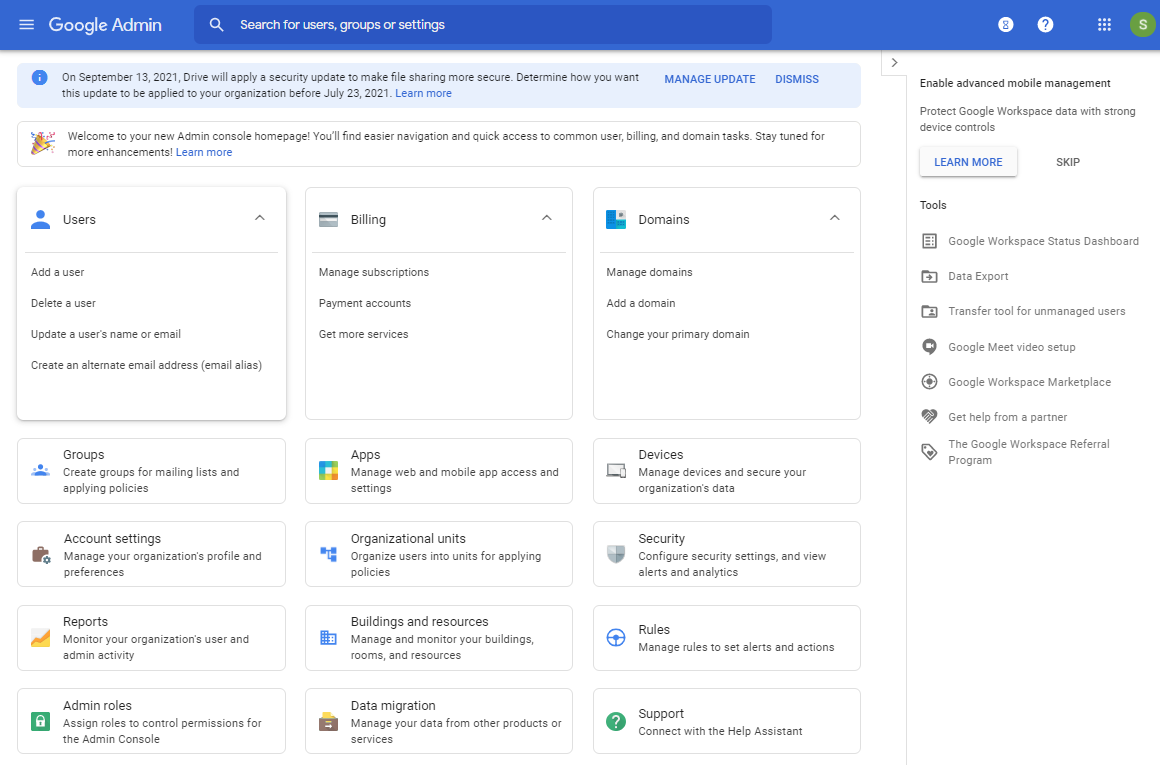 Google Admin
Search for users, groups or settings
S
On September 13, 2021, Drive will apply a security update to make file sharing more secure. Determine how you want
this update to be applied to your organization before July 23, 2021. Learn more
MANAGE UPDATE
DISMISS
Welcome to your new Admin console homepage! You'll find easier navigation and quick access to common user, billing, and domain tasks. Stay tuned for
more enhancements! Learn more
Users
Add a user
Delete a user
Update a user's name or email
Create an alternate email address (email alias)
Billing
Manage subscriptions
Payment accounts
Get more services
Domains
Manage domains
Add a domain
Change your primary domain
Groups
Create groups for mailing lists and
applying policies
Apps
Manage web and mobile app access and
settings
Devices
Manage devices and secure your
organization's data
Account settings
Manage your organization's profile and
preferences
Organizational units
Organize users into units for applying
policies
Security
Configure security settings, and view
alerts and analytics
Reports
Monitor your organization's user and
admin activity
Buildings and resources
Manage and monitor your buildings,
rooms, and resources
Rules
Manage rules to set alerts and actions
Admin roles
Assign roles to control permissions for
the Admin Console
Data migration
Manage your data from other products or
services
Support
Connect with the Help Assistant
Enable advanced mobile management
Protect Google Workspace data with strong
device controls
LEARN MORE
SKIP
Tools
Google Workspace Status Dashboard
Data Export
Transfer tool for unmanaged users
Google Meet video setup
Google Workspace Marketplace
Get help from a partner
The Google Workspace Referral
Program